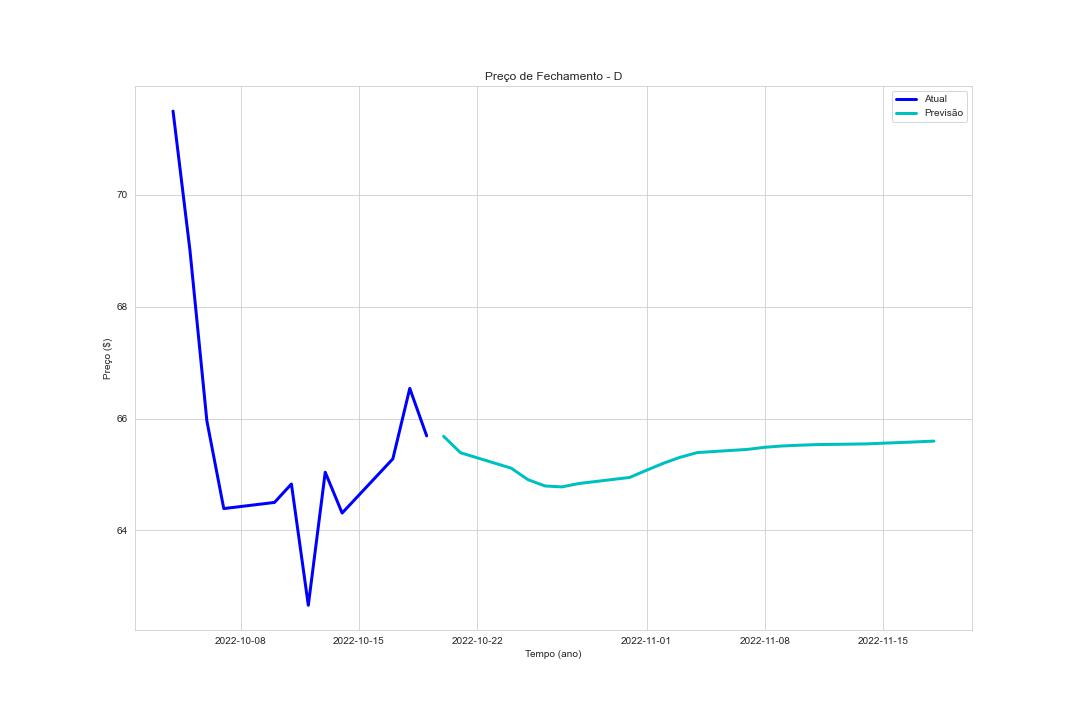 Preço de Fechamento - D
Atual
Previsão
70
68
66
64
Preço ($)
2022-10-08
2022-10-15
2022-10-22
2022-11-01
2022-11-08
2022-11-15
Tempo (ano)